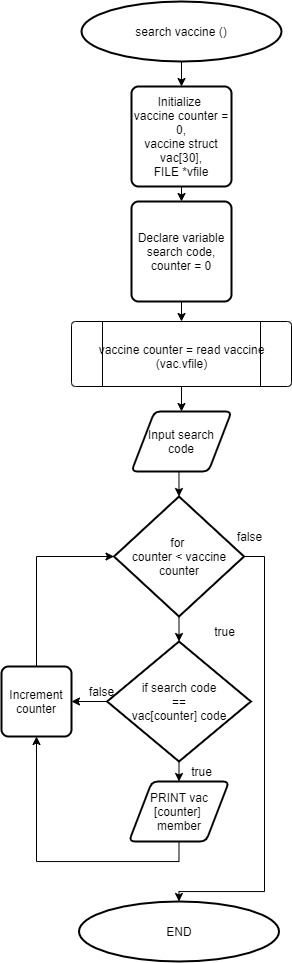 search vaccine ()
Initialize
vaccine counter =
0,
vaccine struct
vac[30],
FILE *vfile
Declare variable
search code,
counter = 0
vaccine counter = read vaccine
(vac.vfile)
Input search
code
for
counter < vaccine
counter
false
true
if search code
==
vac[counter] code
false
Increment
counter
true
PRINT vac
[counter]
member
END